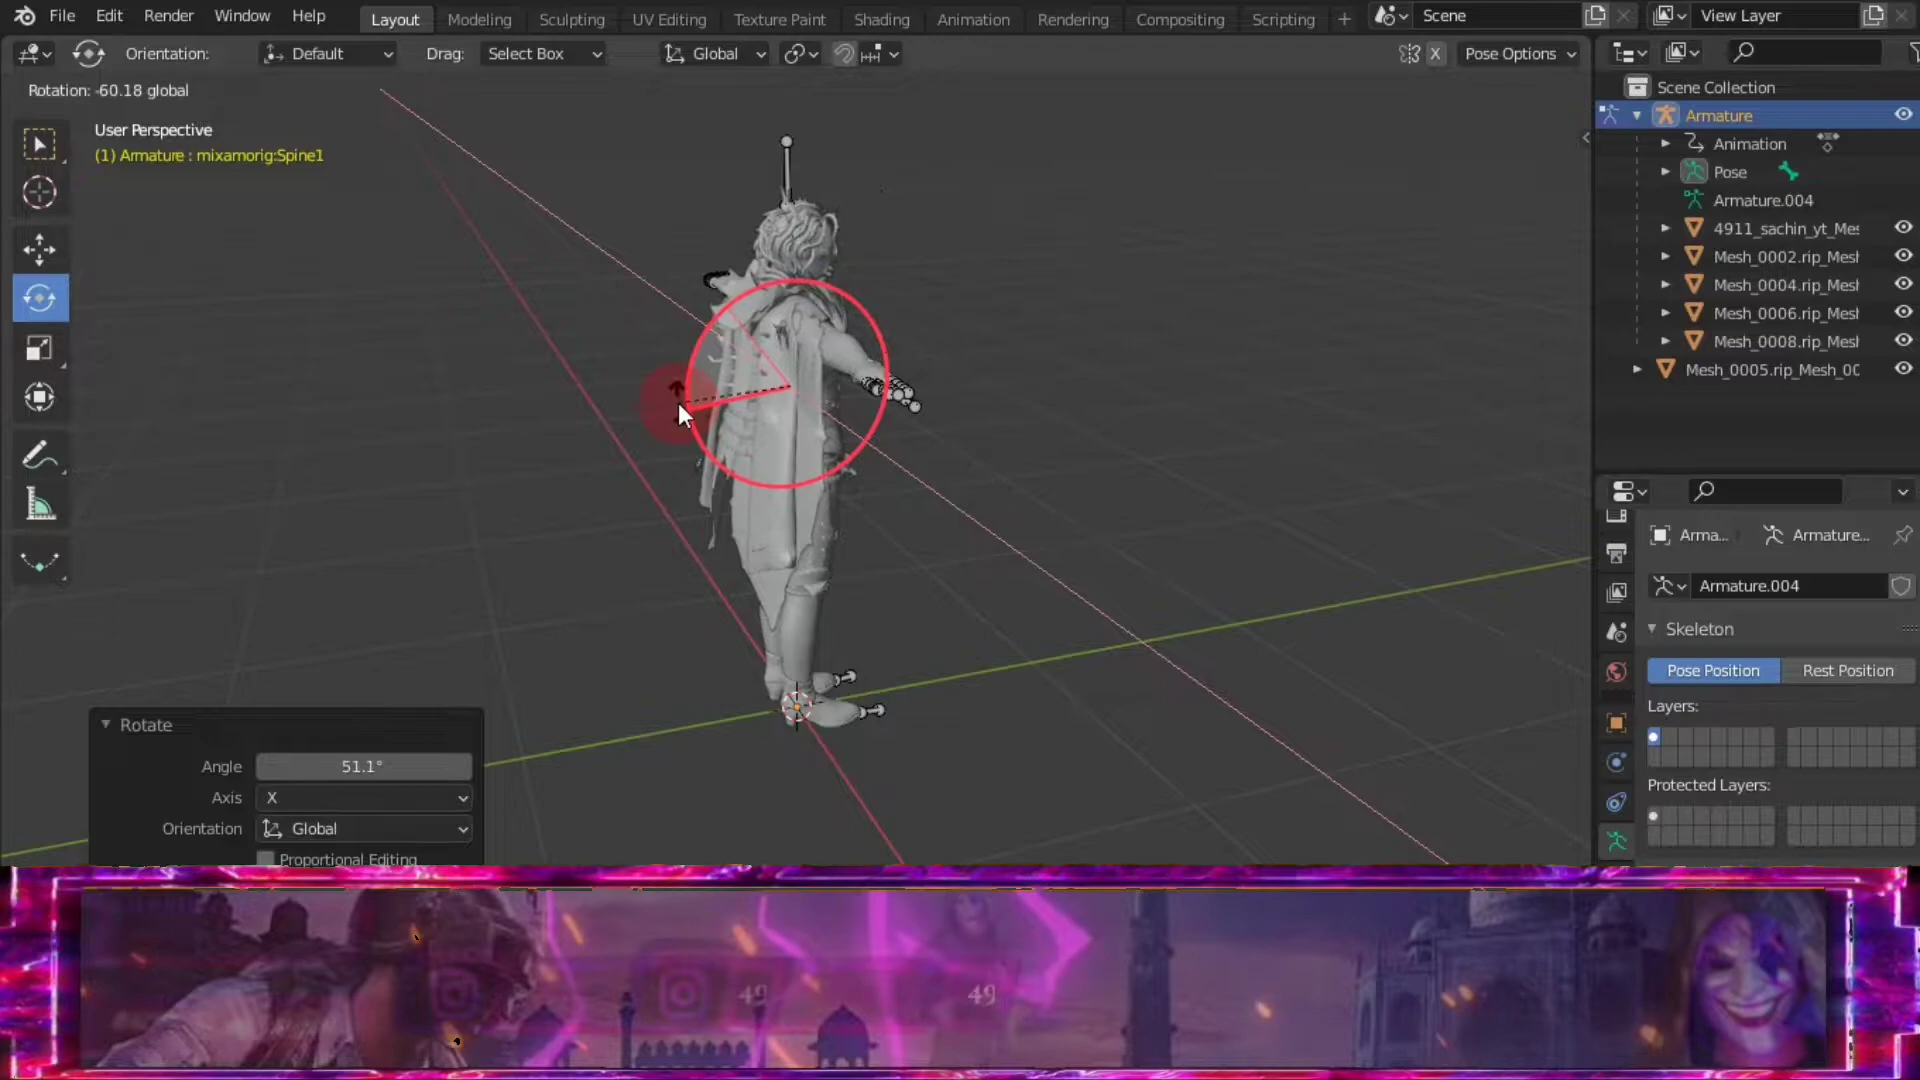 File Edit Render Window Help Layout Modeling Sculpting UV Editing Texture Paint Shading Animation Rendering Compositing Scripting + Scene View Layer
Orientation: Default Drag: Select Box Global X Pose Options
Rotation: -60.18 global
User Perspective
(1) Armature : mixamorig:Spine1
Scene Collection
Armature
Animation
Pose
Armature.004
4911_sachin_yt_Mes
Mesh_0002.rip_Mesh
Mesh_0004.rip_Mesh
Mesh_0006.rip_Mesh
Mesh_0008.rip_Mesh
Mesh_0005.rip_Mesh_00
Arma... Armature...
Armature.004
Skeleton
Pose Position Rest Position
Layers:
Protected Layers:
Rotate
Angle 51.1°
Axis X
Orientation Global
Proportional Editing
49 49